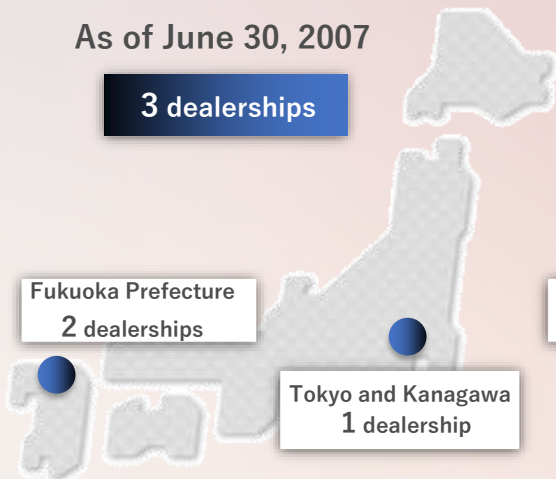 As of June 30, 2007
3 dealerships
Fukuoka Prefecture
2 dealerships
Tokyo and Kanagawa
1 dealership